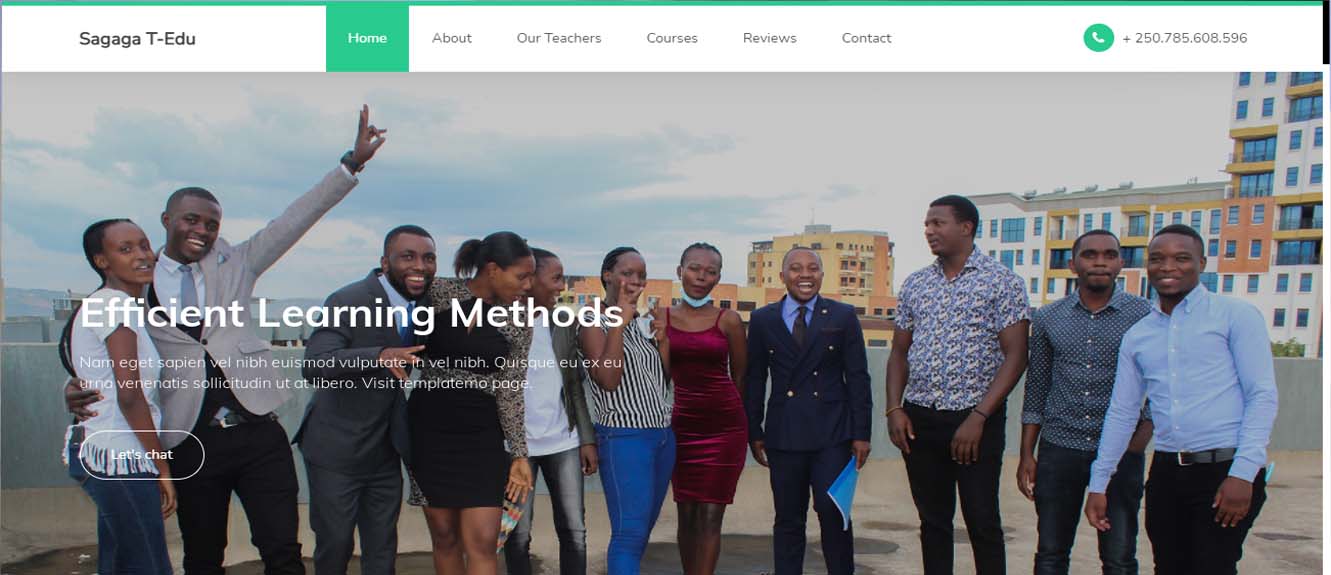 Sagaga T-Edu
Home
About
Our Teachers
Courses
Reviews
Contact
+ 250.785.608.596
Efficient Learning Methods
Nam eget sapien vel nibh euismod vulputate in vel nibh. Quisque eu ex eu
urna venenatis sollicitudin ut at libero. Visit templatemo page.
Let's chat